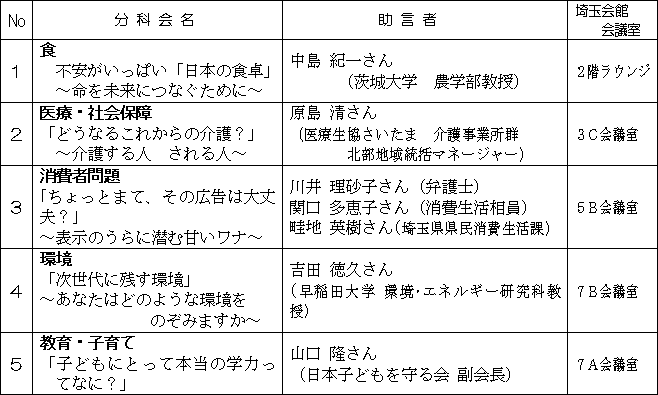 No 分科会名 助言者 埼玉会館
会議室
1 食
不安がいっぱい「日本の食卓」
～命を未来につなぐために～
中島 紀一さん
（茨城大学 農学部教授）
2階ラウンジ
2 医療・社会保障
「どうなるこれからの介護？」
～介護する人 される人～
原島 清さん
（医療生協さいたま 介護事業所群
北部地域統括マネージャー）
3C会議室
3 消費者問題
「ちょっとまて、その広告は大丈
夫？」
～表示のうらに潜む甘いワナ～
川井 理砂子さん（弁護士）
関口 多恵子さん（消費生活相員）
畦地 英樹さん（埼玉県県民消費生活課）
5B会議室
4 環境
「次世代に残す環境」
～あなたはどのような環境を
のぞみますか～
吉田 徳久さん
（早稲田大学 環境・エネルギー研究科教
授）
7B会議室
5 教育・子育て
「子どもにとって本当の学力っ
てなに？」
山口 隆さん
（日本子どもを守る会 副会長）
7A会議室